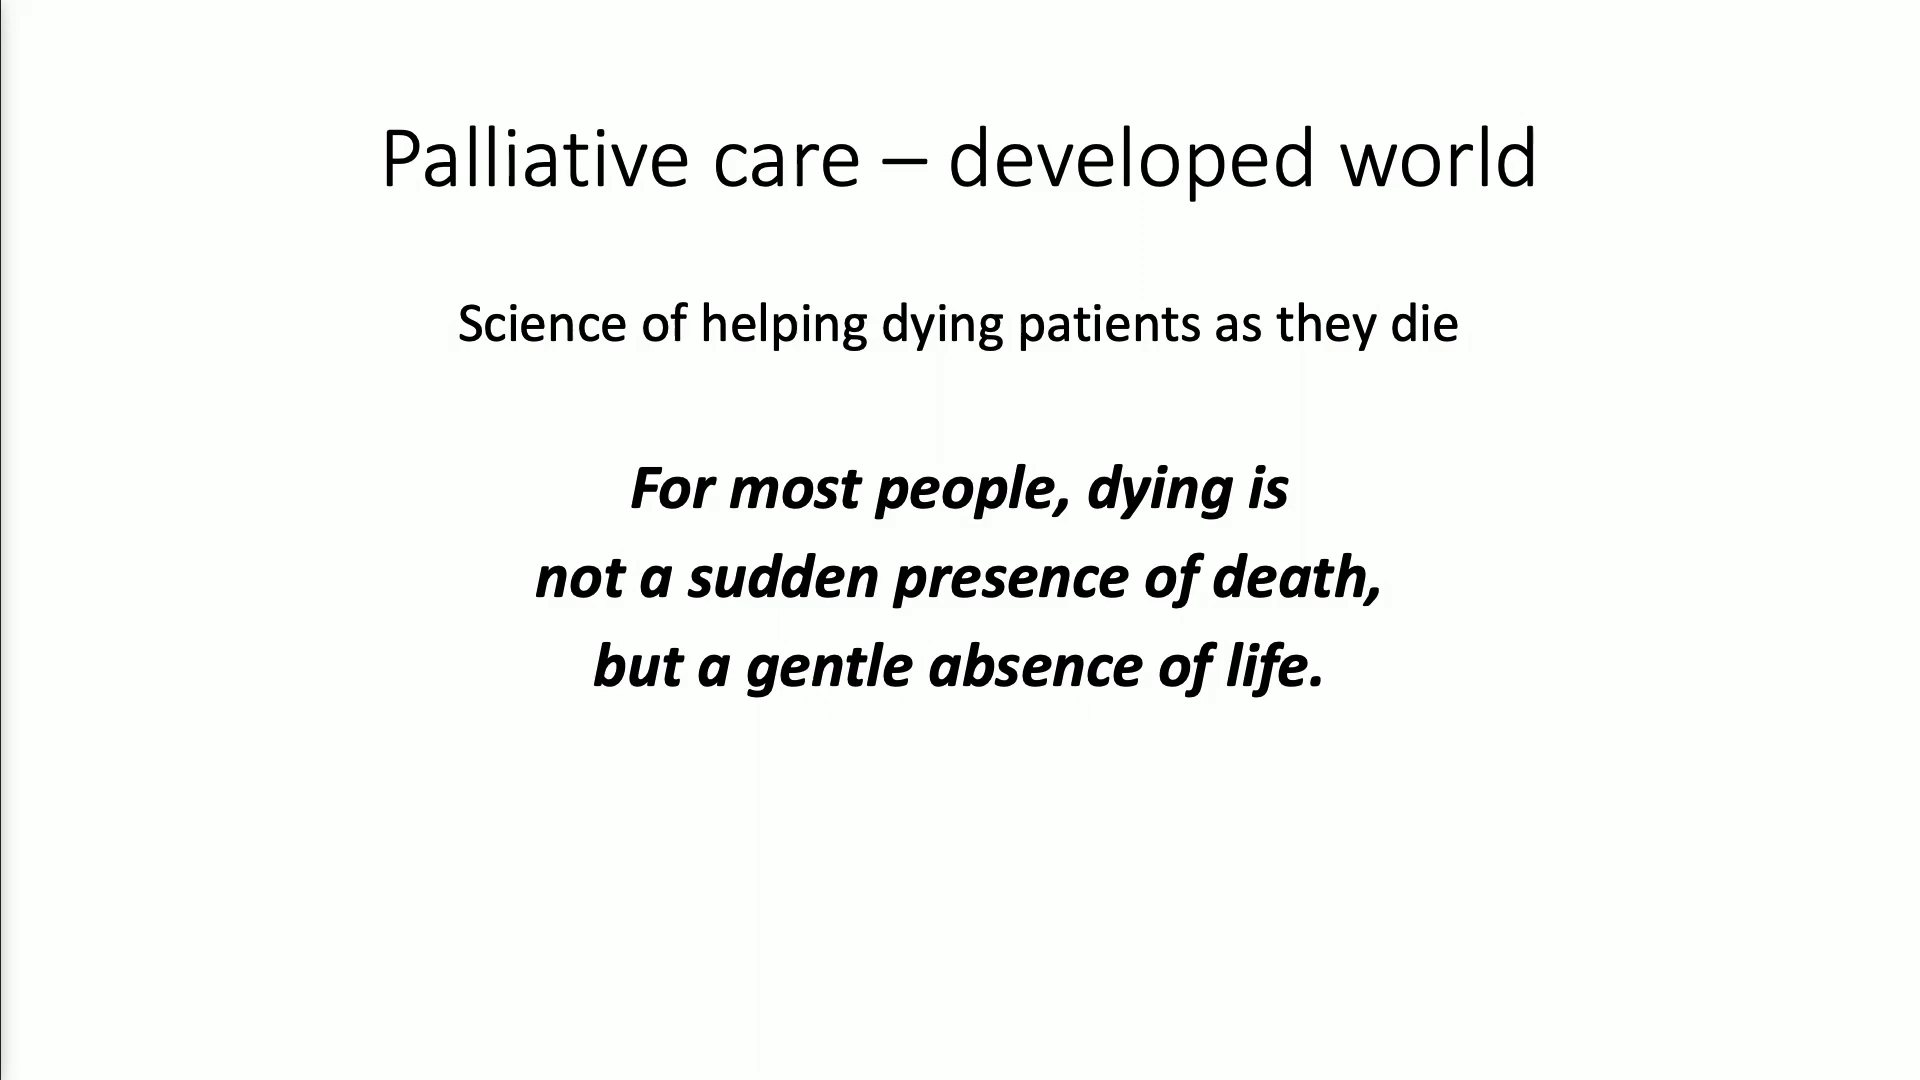 Palliative care – developed world
Science of helping dying patients as they die
For most people, dying is
not a sudden presence of death,
but a gentle absence of life.